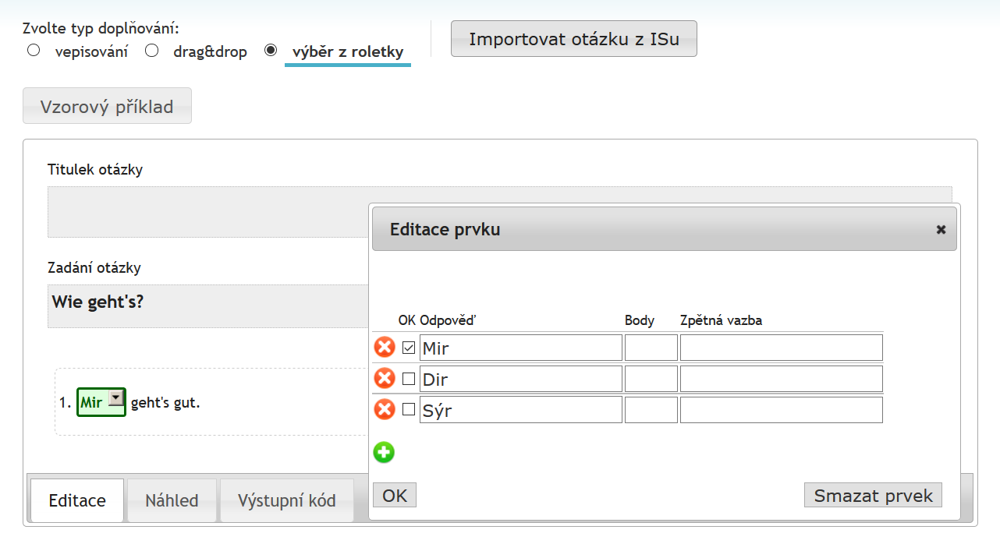 Zvolte typ doplňování:
vepisování drag&drop výběr z roletky
Importovat otázku z ISu
Vzorový příklad
Titulek otázky
Zadání otázky
Wie geht's?
1. Mir geht's gut.
Editace prvku
OK Odpověď Body Zpětná vazba
Mir
Dir
Sýr
OK Smazat prvek
Editace Náhled Výstupní kód